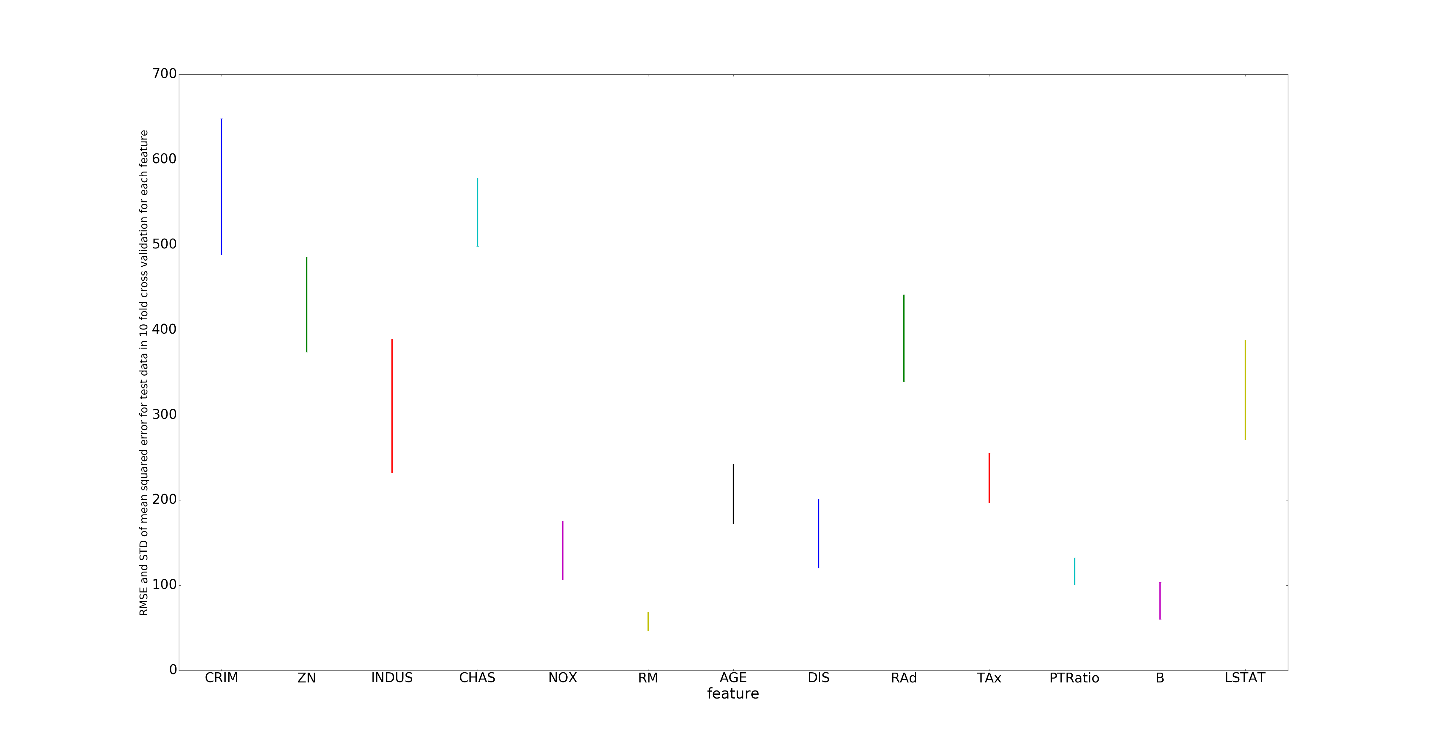 RMSE and STD of mean squared error for test data in 10 fold cross validation for each feature
700
600
500
400
300
200
100
0
CRIM ZN INDUS CHAS NOX RM AGE DIS RAd TAx PTRatio B LSTAT
feature